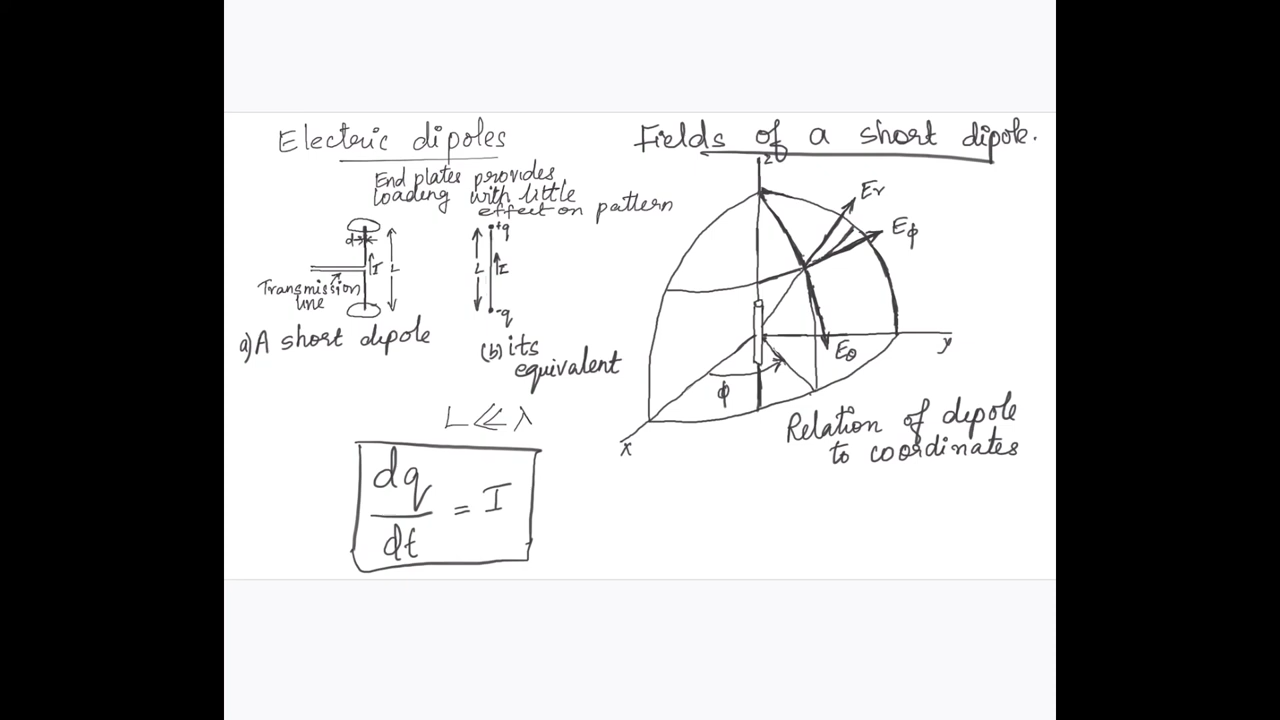 Electric dipoles
End plates provides
loading with little
effect on pattern
d
I
L
Transmission
line
a) A short dipole
+q
L
I
-q
(b) its
equivalent
L ≪ λ
dq
dt
= I
Fields of a short dipole.
z
Er
Eϕ
Eθ
y
ϕ
x
Relation of dipole
to coordinates